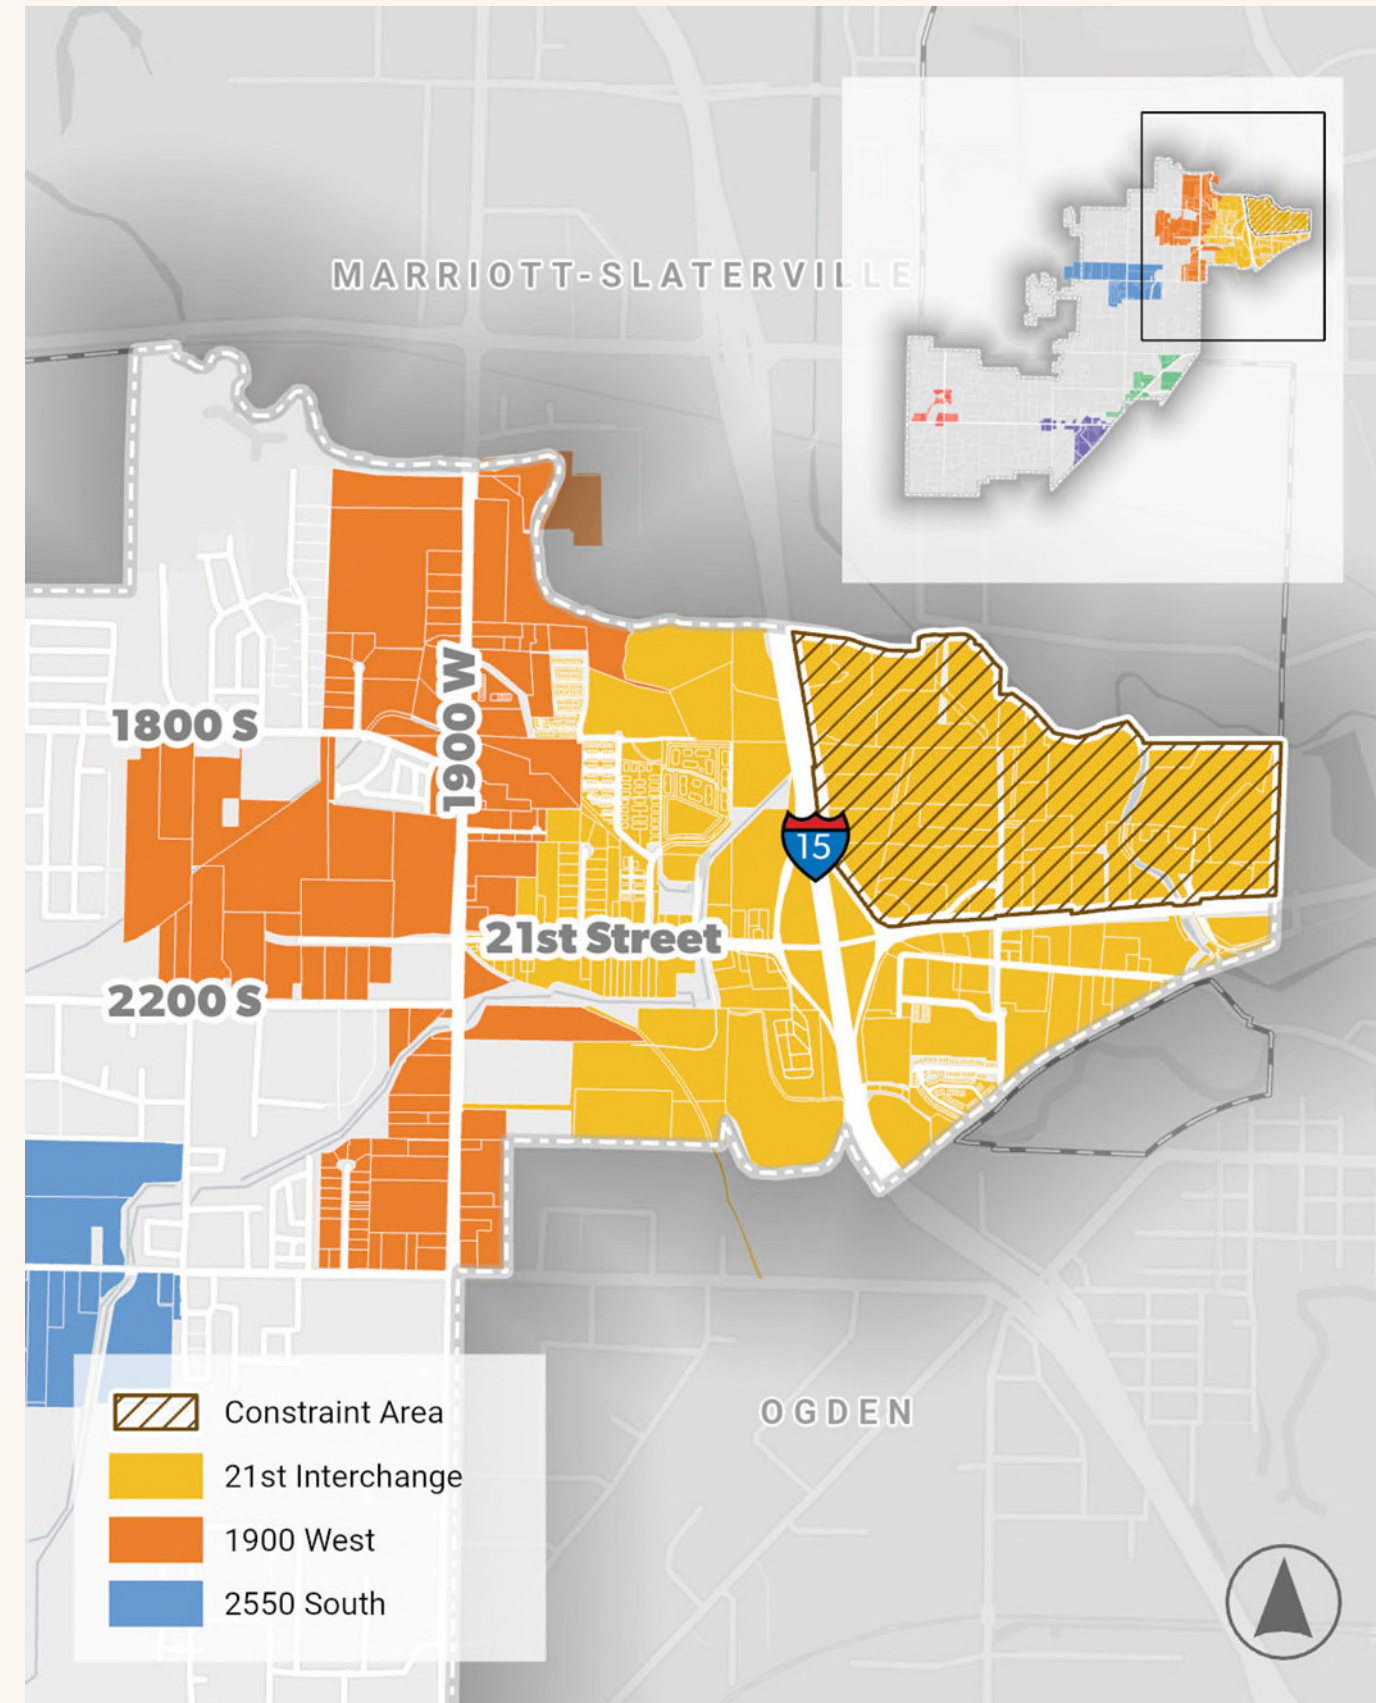 MARRIOTT-SLATERVILLE
1800 S
1900 W
15
21st Street
2200 S
OGDEN
Constraint Area
21st Interchange
1900 West
2550 South